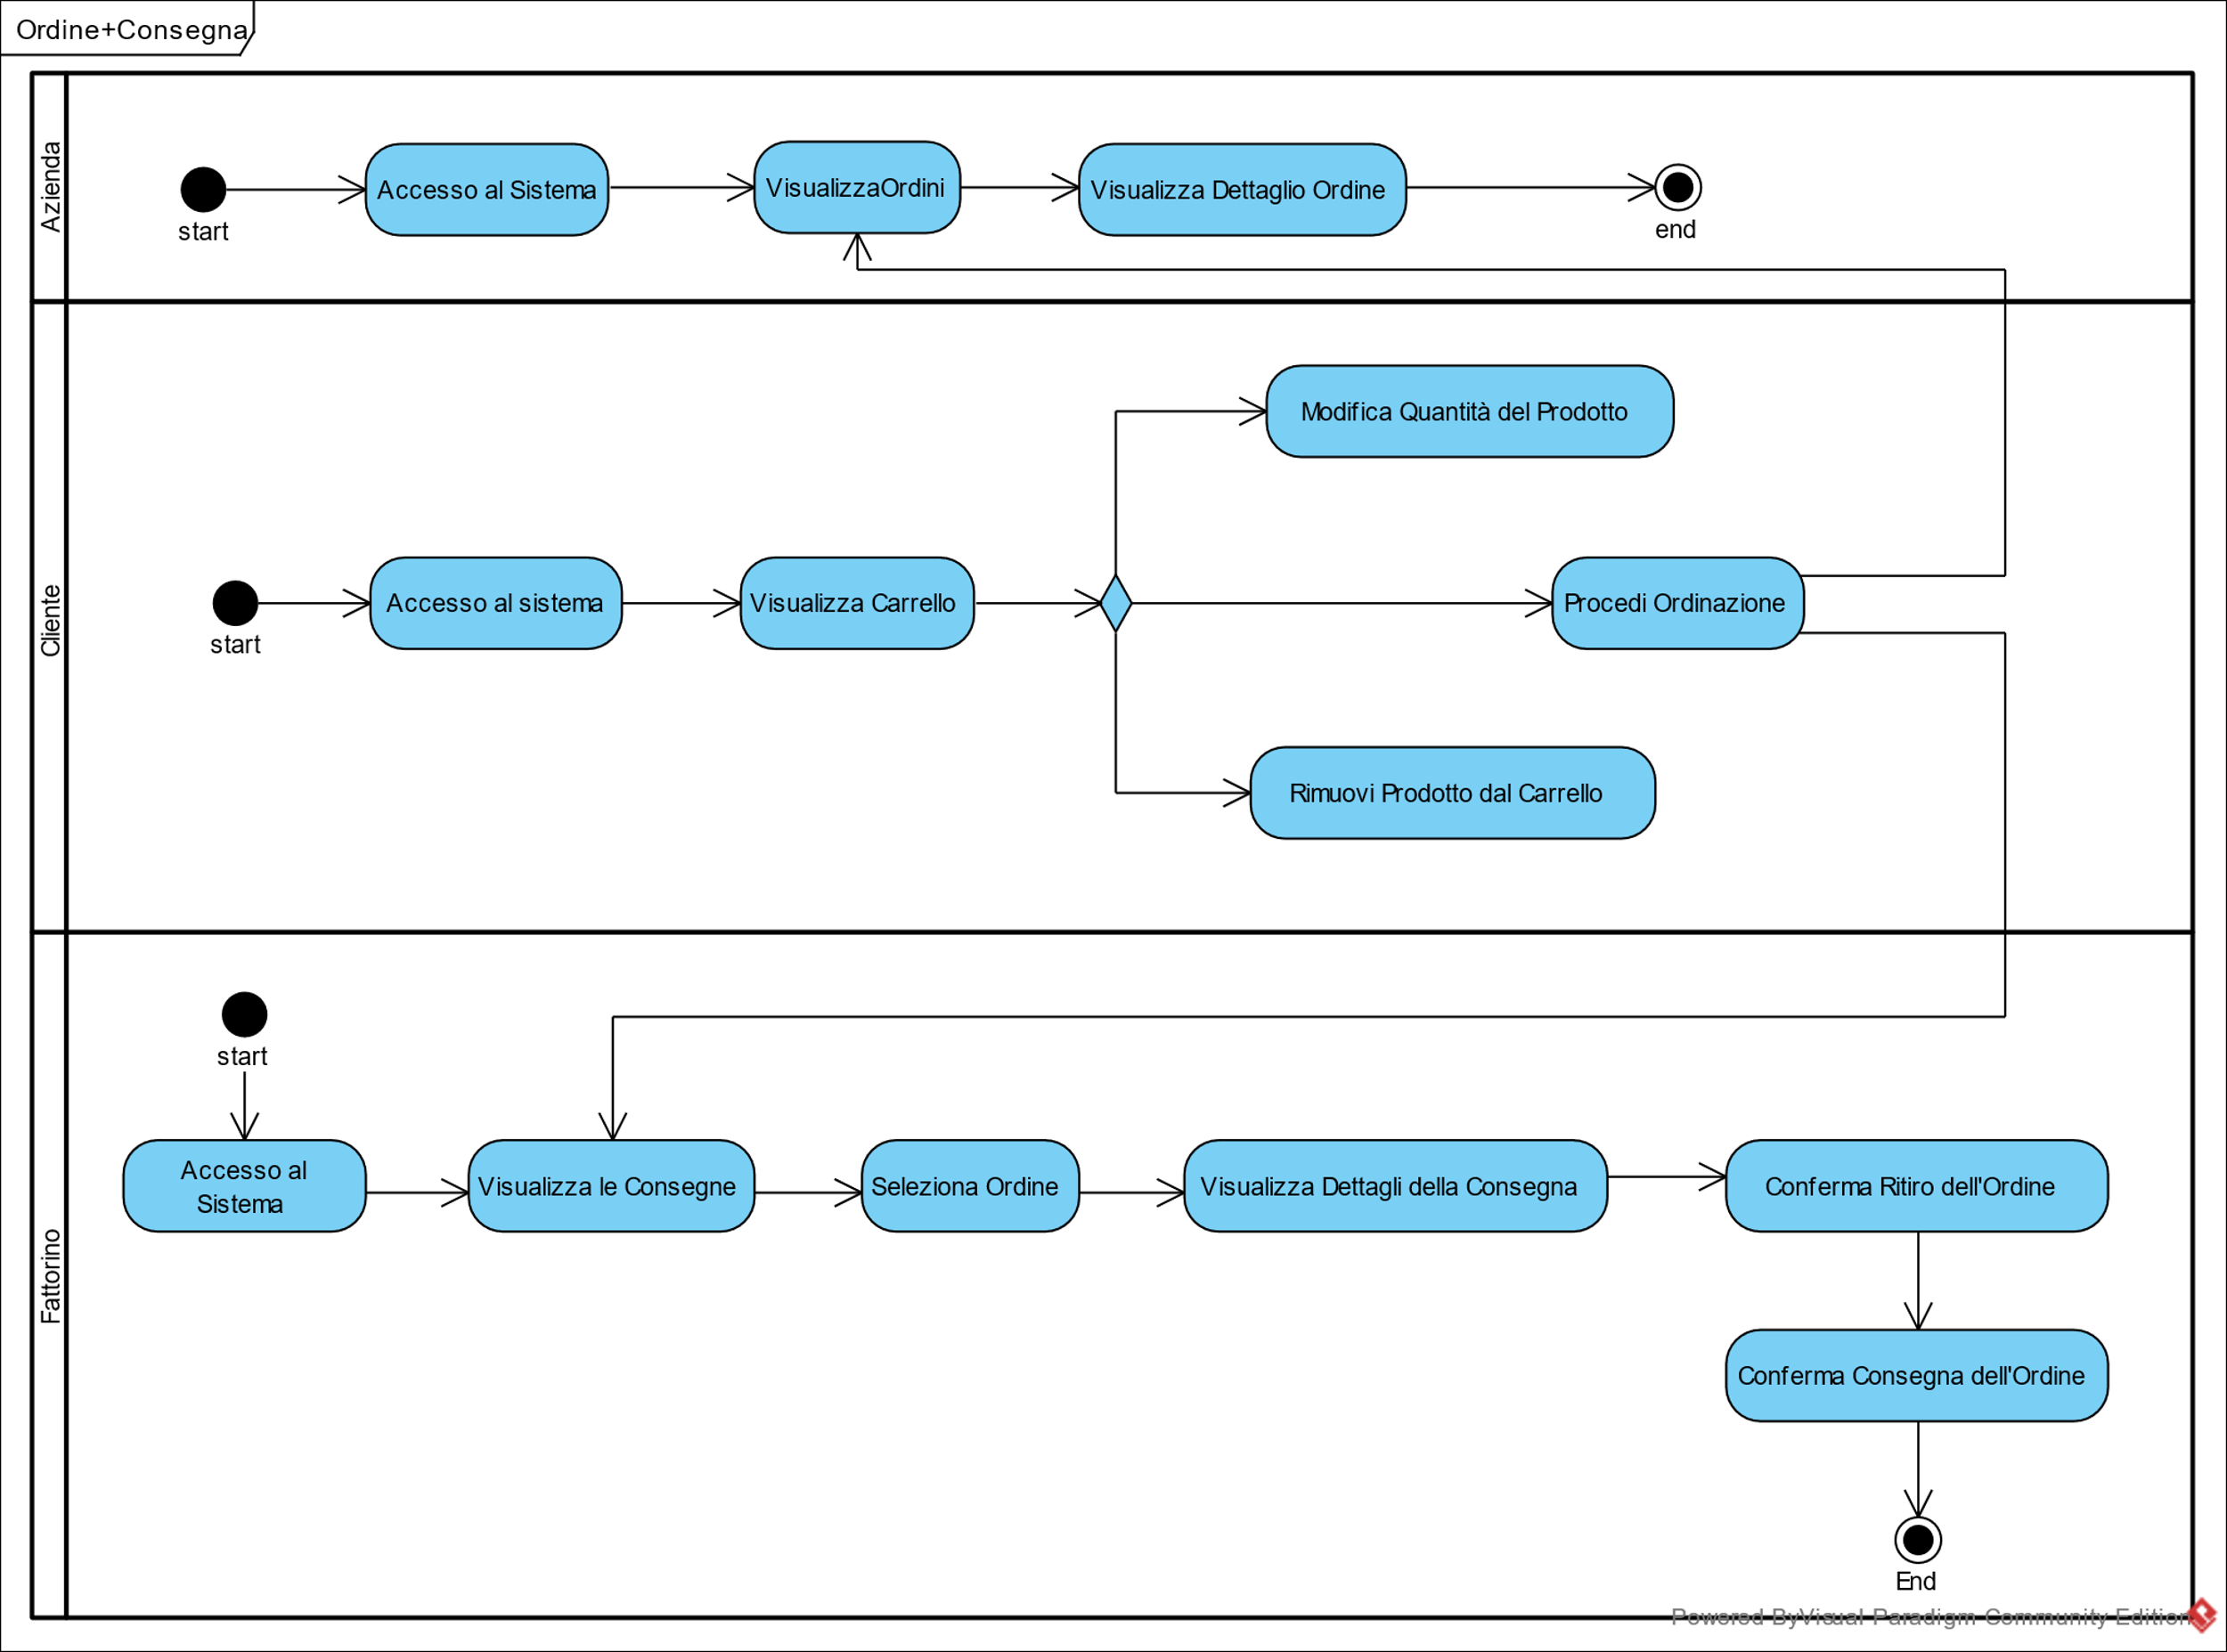 Ordine+Consegna
Azienda
start
Accesso al Sistema
VisualizzaOrdini
Visualizza Dettaglio Ordine
end
Cliente
start
Accesso al sistema
Visualizza Carrello
Modifica Quantità del Prodotto
Procedi Ordinazione
Rimuovi Prodotto dal Carrello
Fattorino
start
Accesso al
Sistema
Visualizza le Consegne
Seleziona Ordine
Visualizza Dettagli della Consegna
Conferma Ritiro dell'Ordine
Conferma Consegna dell'Ordine
End
Powered ByVisual Paradigm Community Edition